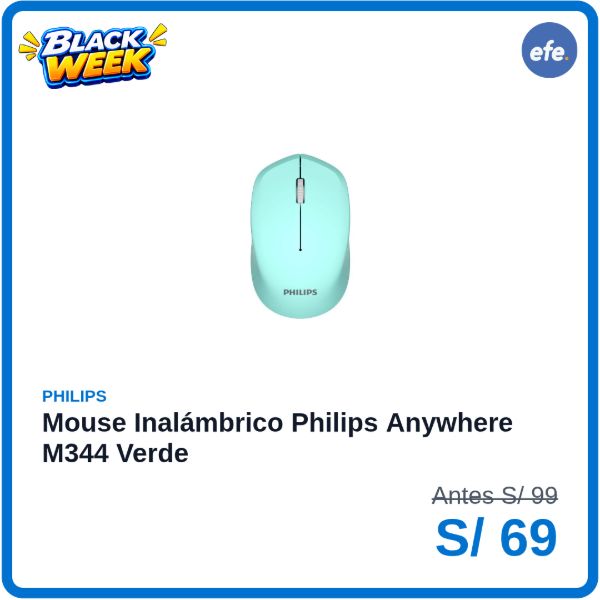 BLACK
WEEK
efe.
PHILIPS
PHILIPS
Mouse Inalámbrico Philips Anywhere
M344 Verde
Antes S/ 99
S/ 69